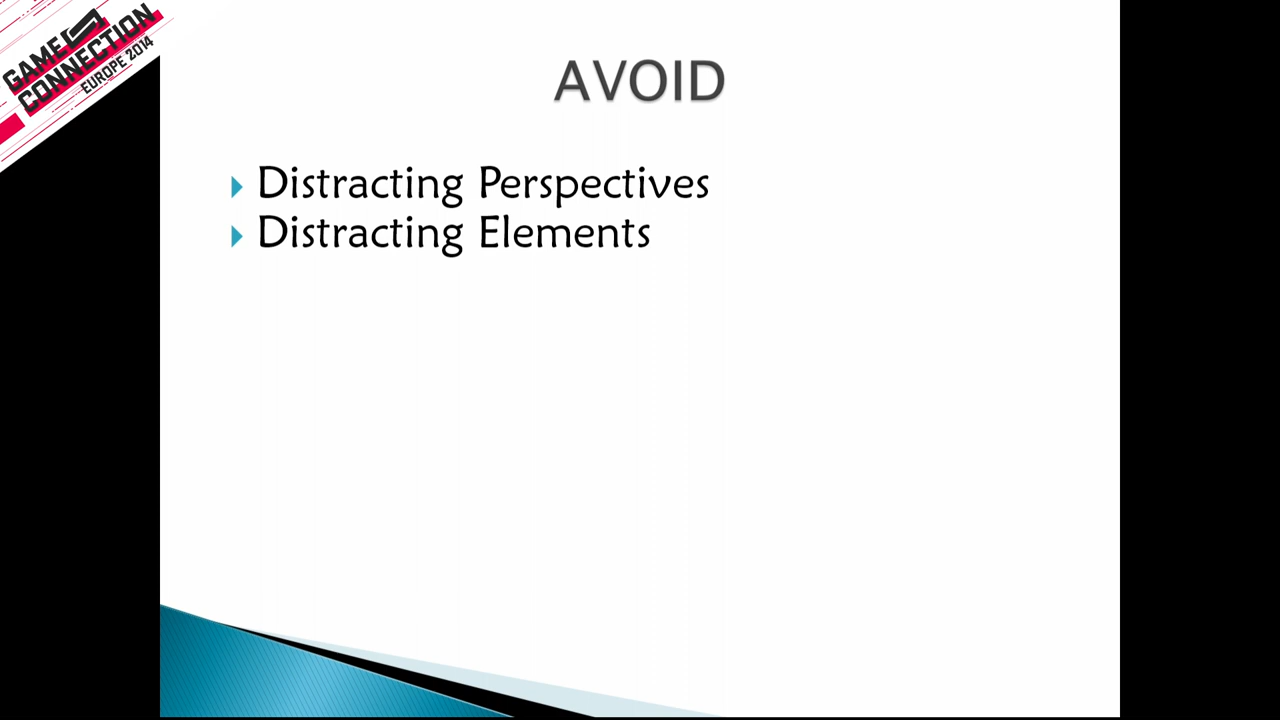 GAME
CONNECTION
EUROPE 2014
AVOID
Distracting Perspectives
Distracting Elements